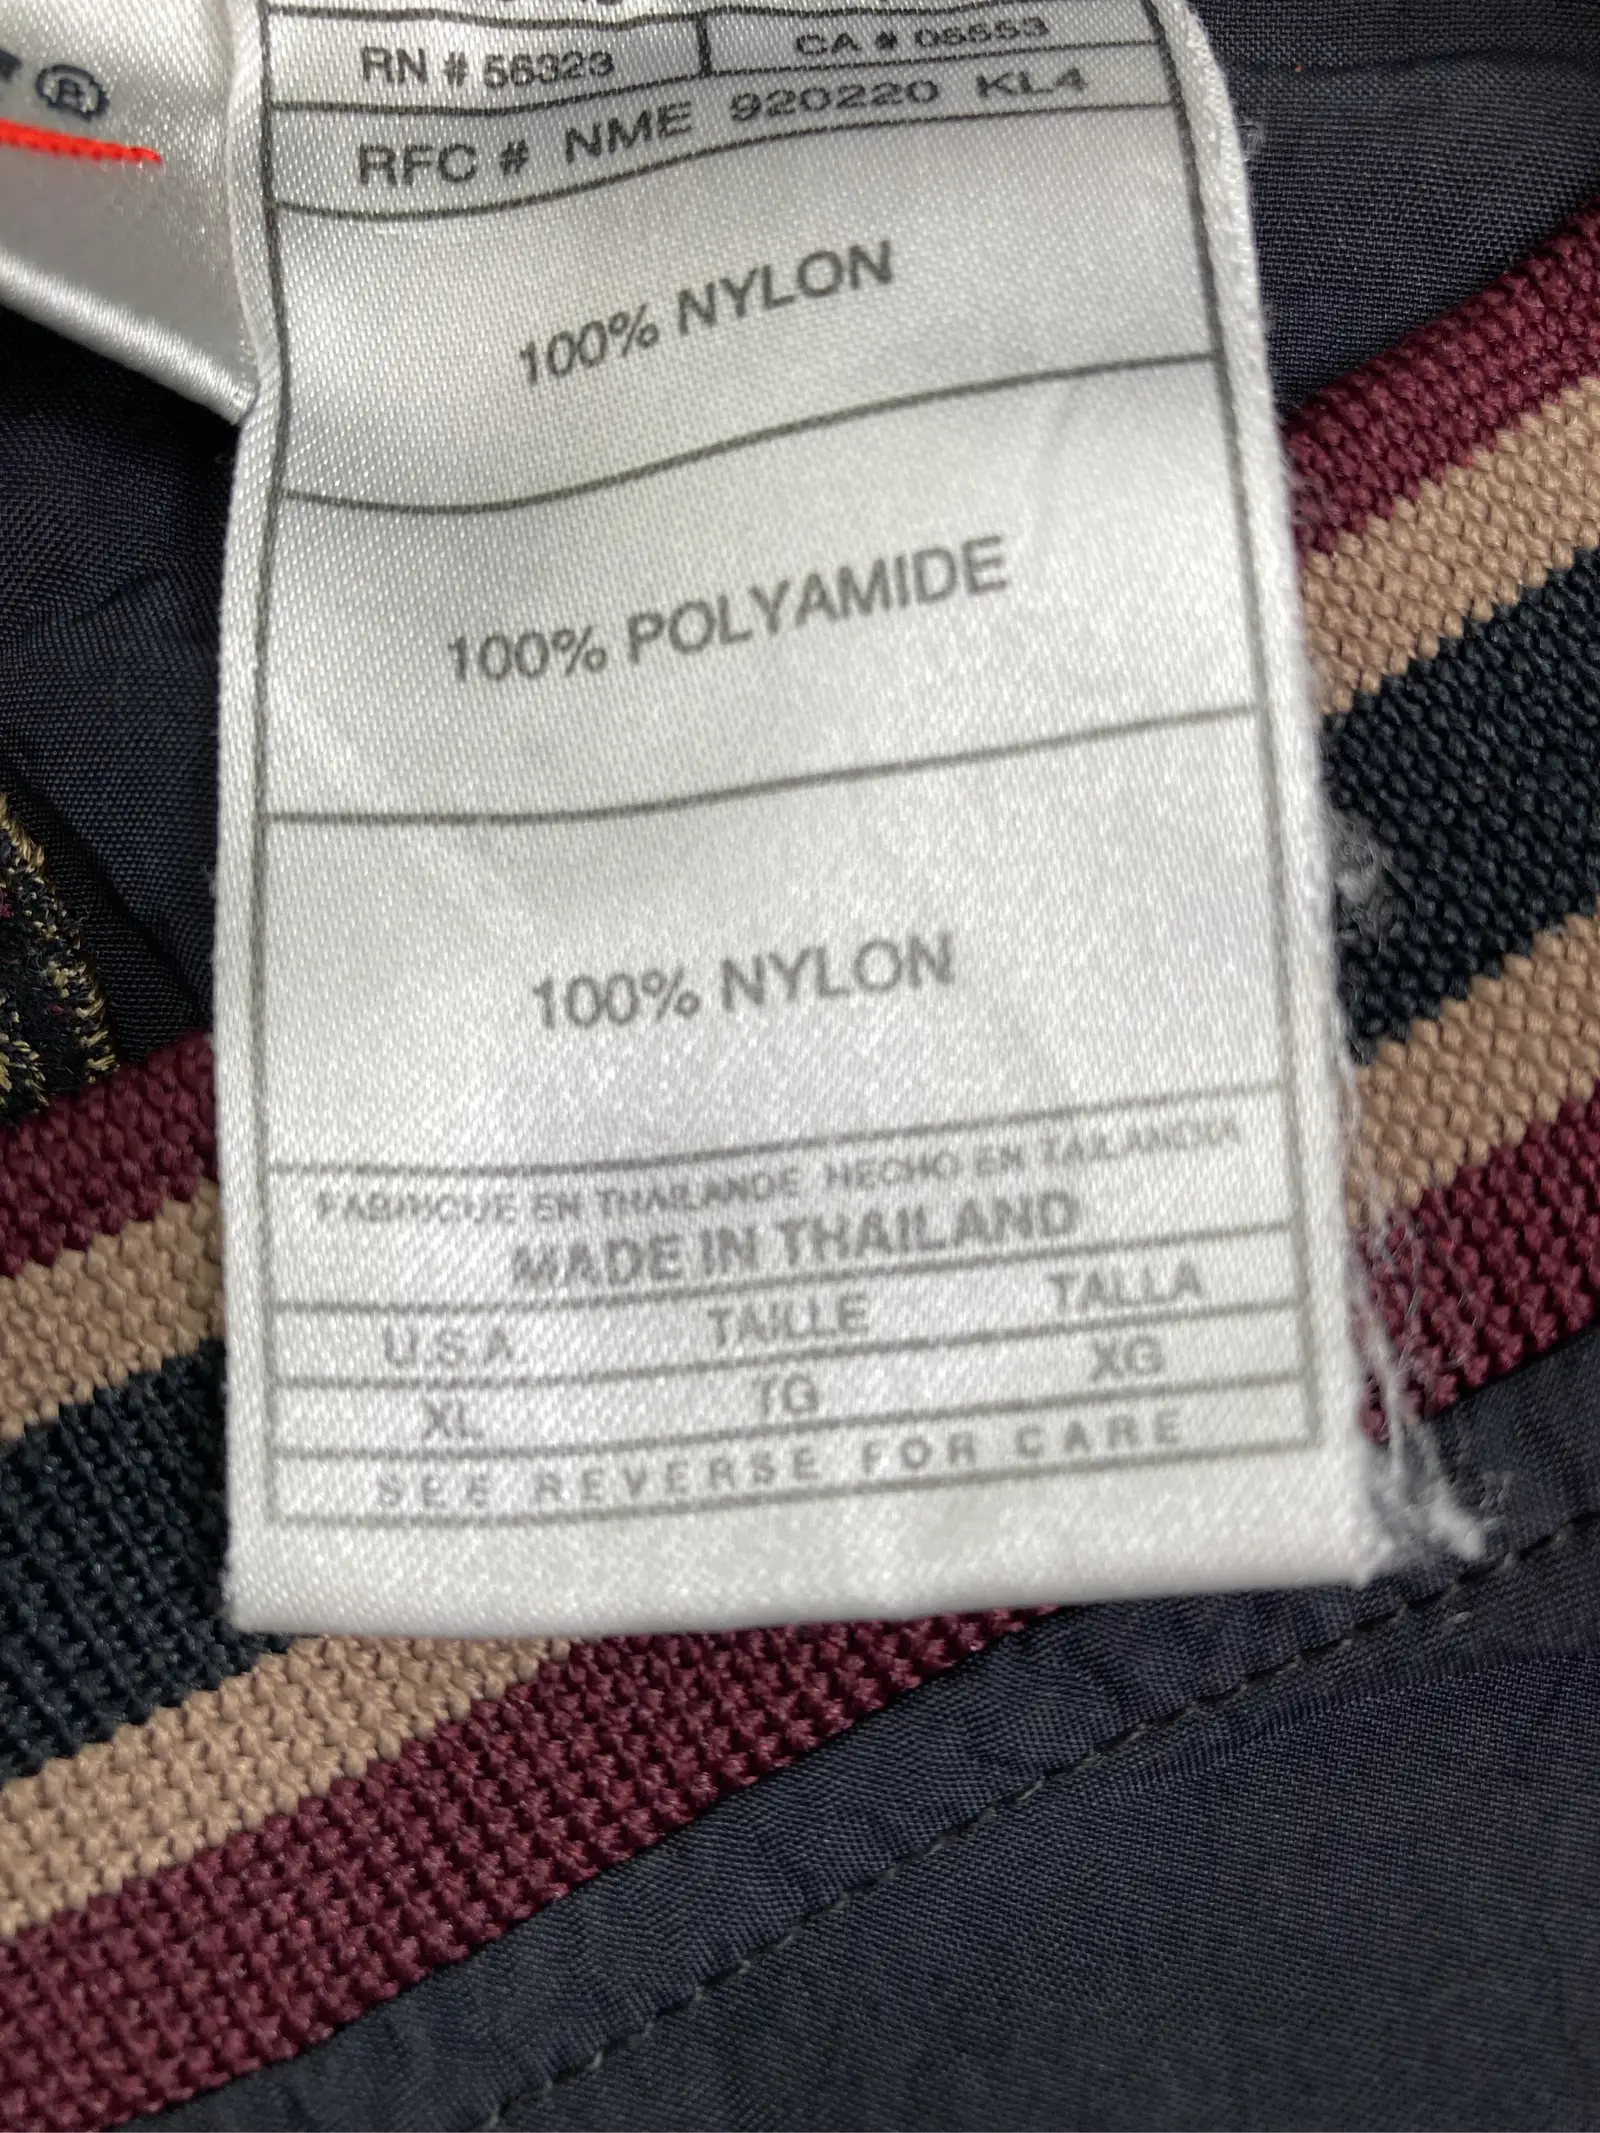 ®
RN # 56323 CA # 05553
RFC # NME 920220 KL4
100% NYLON
100% POLYAMIDE
100% NYLON
FABRIQUE EN THAILANDE HECHO EN TAILANDIA
MADE IN THAILAND
U.S.A. TAILLE TALLA
XL TG XG
SEE REVERSE FOR CARE